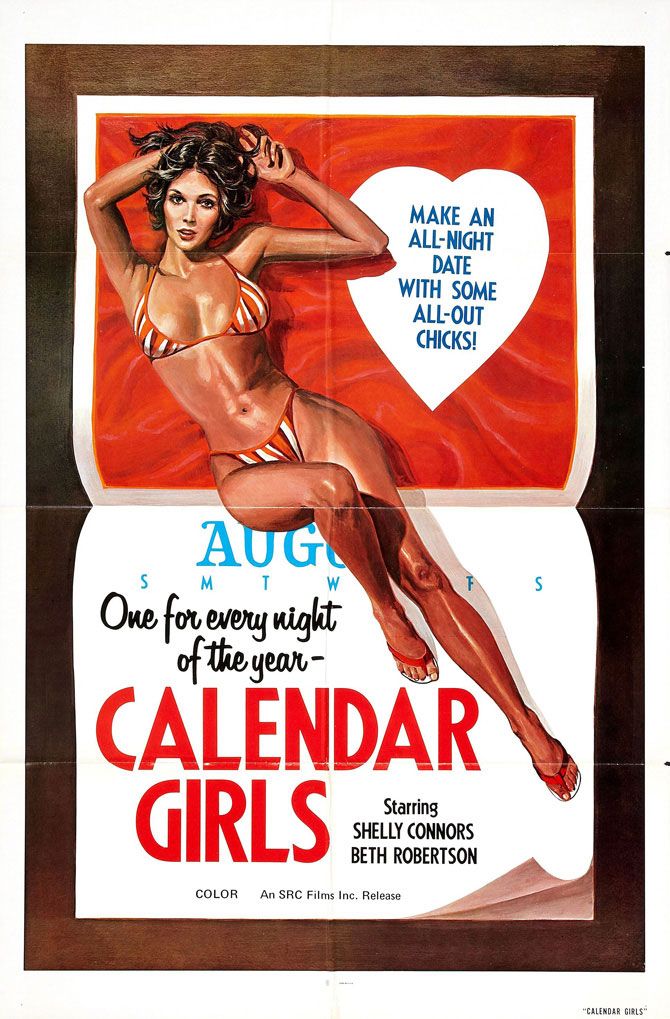 MAKE AN
ALL-NIGHT
DATE
WITH SOME
ALL-OUT
CHICKS!
AUGU
S M T W F S
One for every night
of the year-
CALENDAR
GIRLS
Starring
SHELLY CONNORS
BETH ROBERTSON
COLOR An SRC Films Inc. Release
"CALENDAR GIRLS"